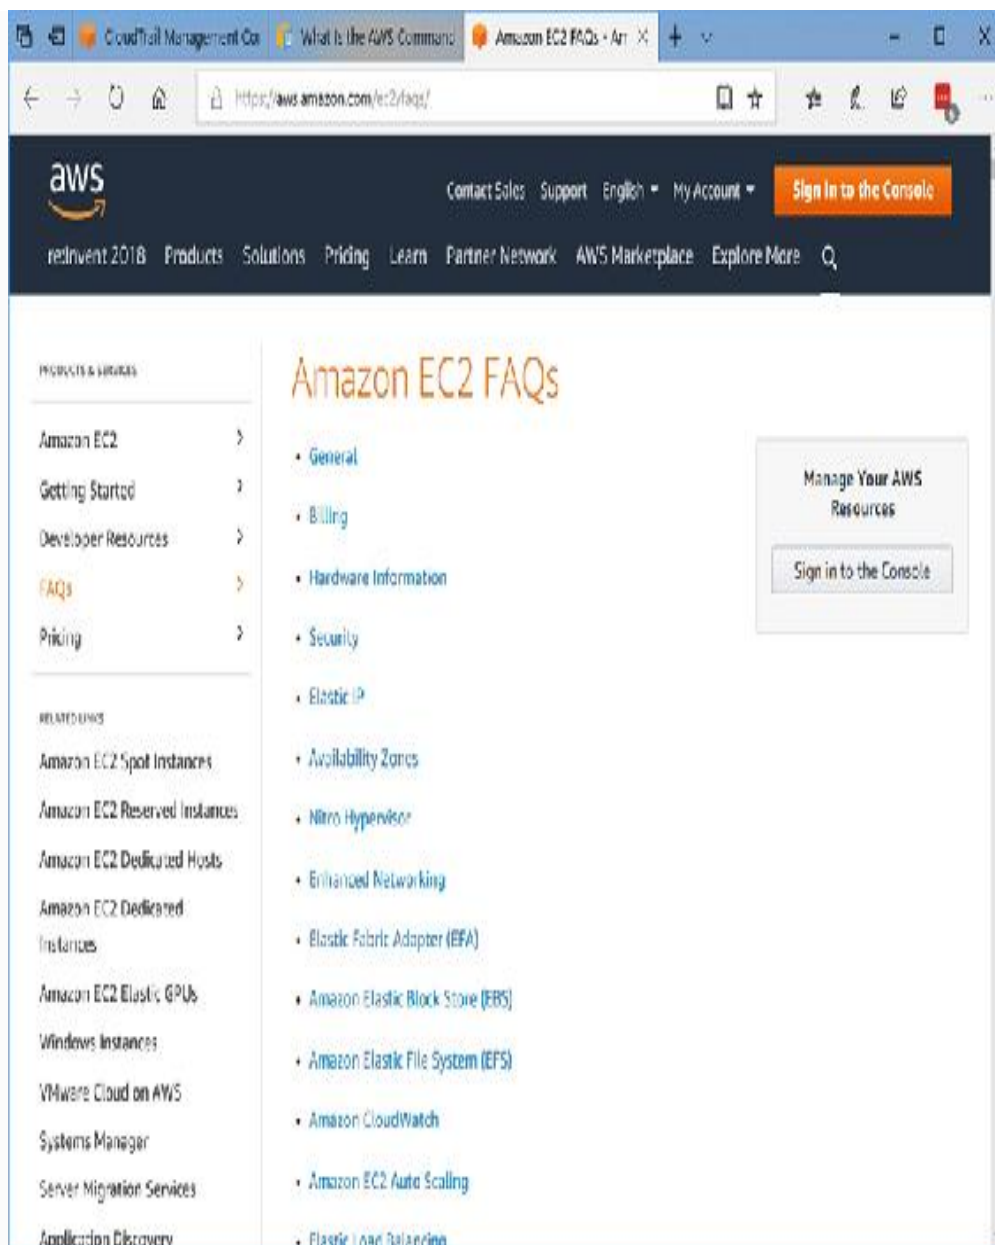 CloudTrail Management Con
What Is the AWS Command
Amazon EC2 FAQs - Am
https://aws.amazon.com/ec2/faqs/
aws
Contact Sales Support English My Account Sign In to the Console
re:Invent 2018 Products Solutions Pricing Learn Partner Network AWS Marketplace Explore More
PRODUCTS & SERVICES
Amazon EC2
Getting Started
Developer Resources
FAQs
Pricing
RELATED LINKS
Amazon EC2 Spot Instances
Amazon EC2 Reserved Instances
Amazon EC2 Dedicated Hosts
Amazon EC2 Dedicated
Instances
Amazon EC2 Elastic GPUs
Windows Instances
VMware Cloud on AWS
Systems Manager
Server Migration Services
Application Discovery
Amazon EC2 FAQs
• General
• Billing
• Hardware Information
• Security
• Elastic IP
• Availability Zones
• Nitro Hypervisor
• Enhanced Networking
• Elastic Fabric Adapter (EFA)
• Amazon Elastic Block Store (EBS)
• Amazon Elastic File System (EFS)
• Amazon CloudWatch
• Amazon EC2 Auto Scaling
• Elastic Load Balancing
Manage Your AWS
Resources
Sign in to the Console